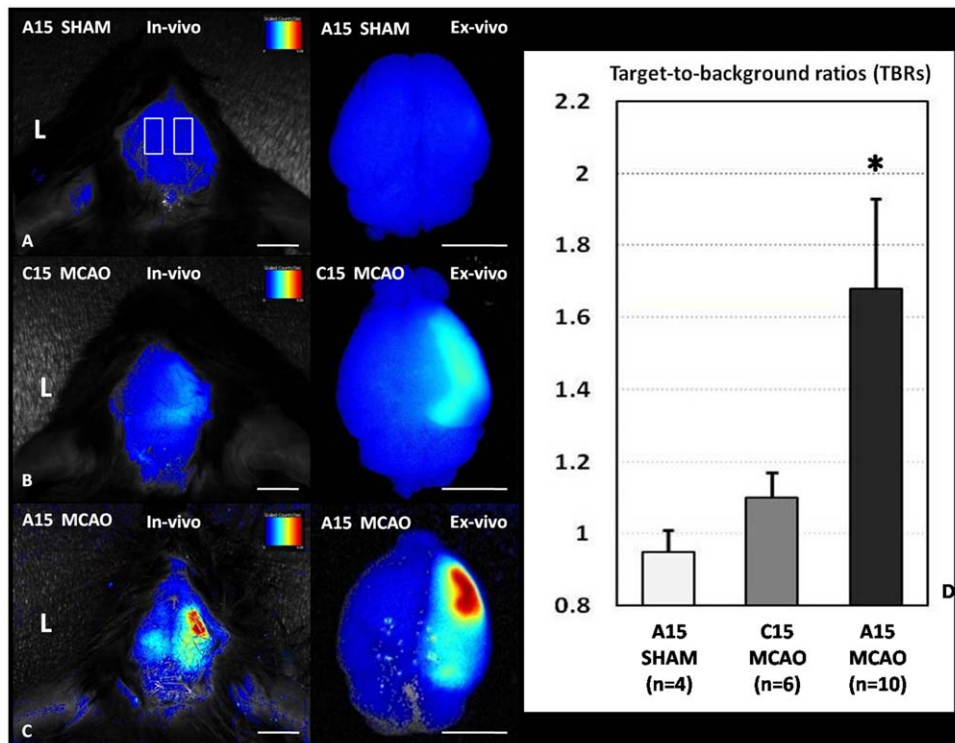 A15 SHAM In-vivo
A15 SHAM Ex-vivo
L
A
C15 MCAO In-vivo
C15 MCAO Ex-vivo
L
B
A15 MCAO In-vivo
A15 MCAO Ex-vivo
L
C
Target-to-background ratios (TBRs)
2.2
2
1.8
1.6
1.4
1.2
1
0.8
*
A15
SHAM
(n=4)
C15
MCAO
(n=6)
A15
MCAO
(n=10)
D